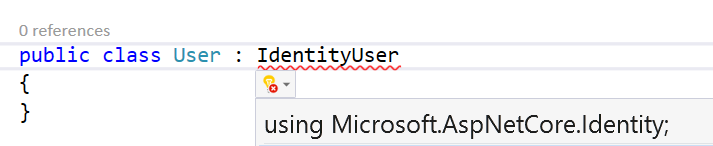 0 references
public class User : IdentityUser
{
}
using Microsoft.AspNetCore.Identity;